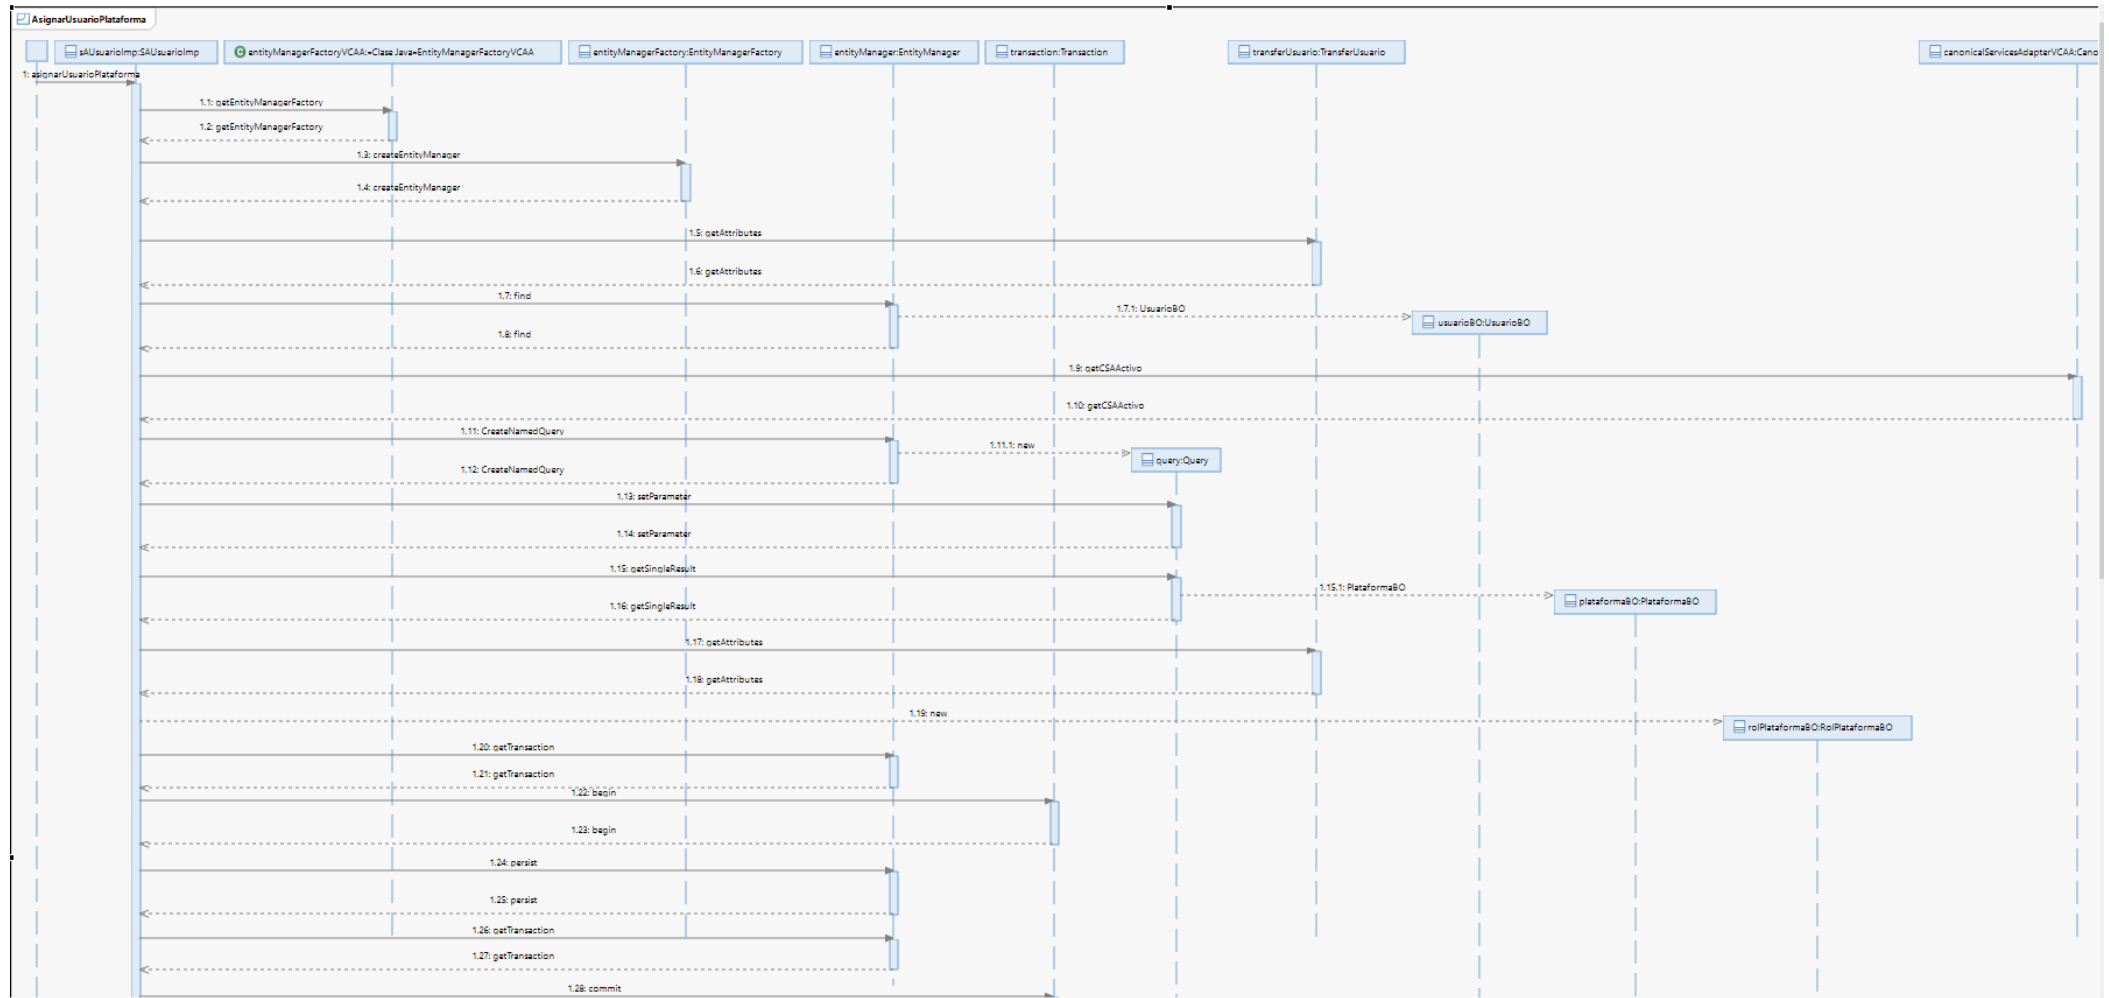 AsignarUsuarioPlataforma
sAUsuarioImp:SAUsuarioImp
entityManagerFactoryVCAA:«Clase Java»EntityManagerFactoryVCAA
entityManagerFactory:EntityManagerFactory
entityManager:EntityManager
transaction:Transaction
transferUsuario:TransferUsuario
canonicalServicesAdapterVCAA:Cano
1: asignarUsuarioPlataforma
1.1: getEntityManagerFactory
1.2: getEntityManagerFactory
1.3: createEntityManager
1.4: createEntityManager
1.5: getAttributes
1.6: getAttributes
1.7: find
1.7.1: UsuarioBO
usuarioBO:UsuarioBO
1.8: find
1.9: getCSAActivo
1.10: getCSAActivo
1.11: CreateNamedQuery
1.11.1: new
query:Query
1.12: CreateNamedQuery
1.13: setParameter
1.14: setParameter
1.15: getSingleResult
1.15.1: PlataformaBO
plataformaBO:PlataformaBO
1.16: getSingleResult
1.17: getAttributes
1.18: getAttributes
1.19: new
rolPlataformaBO:RolPlataformaBO
1.20: getTransaction
1.21: getTransaction
1.22: begin
1.23: begin
1.24: persist
1.25: persist
1.26: getTransaction
1.27: getTransaction
1.28: commit